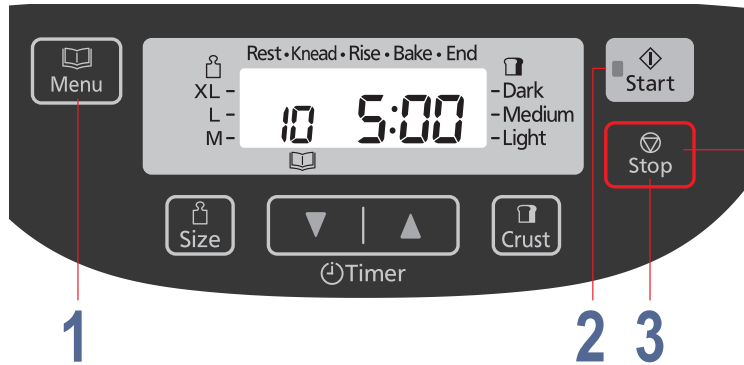 Menu
Rest•Knead•Rise•Bake•End
XL
L
M
10
5:00
Dark
Medium
Light
Start
Stop
Size
Timer
Crust
1
2
3